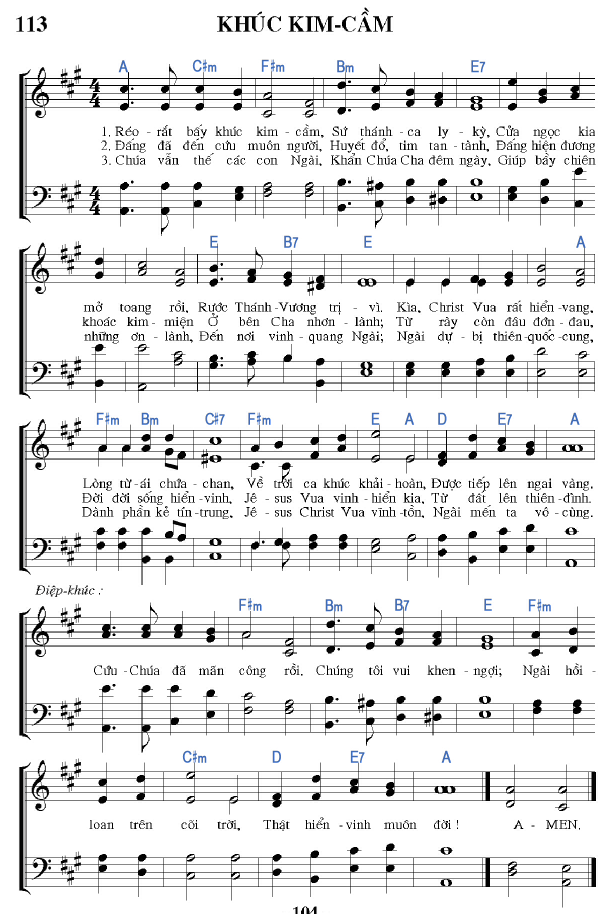 113 KHÚC KIM-CẦM
A C♯m F♯m Bm E7
1. Réo - rắt bấy khúc kim - cầm, Sứ thánh - ca ly - kỳ, Cửa ngọc kia
2. Đấng đã đến cứu muôn người, Huyết đổ, tim tan - tành, Đấng hiện đương
3. Chúa vẫn thế các con Ngài, Khẩn Chúa Cha đêm ngày, Giúp bầy chiên
E B7 E A
mở toang rồi, Rước Thánh-Vương trị - vì. Kìa, Christ Vua rất hiển - vang,
khoác kim - miện Ở bên Cha nhơn - lành; Từ rày còn đâu đớn - đau,
những ơn - lành, Đến nơi vinh - quang Ngài; Ngài dự - bị thiên - quốc - cung,
F♯m Bm C♯7 F♯m E A D E7 A
Lòng từ - ái chứa - chan, Về trời ca khúc khải - hoàn, Được tiếp lên ngai vàng.
Đời đời sống hiển - vinh, Jê - sus Vua vinh - hiển kia, Từ đất lên thiên - đình.
Dành phần kẻ tín - trung, Jê - sus Christ Vua vĩnh - tồn, Ngài mến ta vô - cùng.
Điệp-khúc :
F♯m Bm B7 E F♯m
Cứu - Chúa đã mãn công rồi. Chúng tôi vui khen - ngợi; Ngài hồi -
C♯m D E7 A
loan trên cõi trời, Thật hiển - vinh muôn đời ! A - MEN.
104